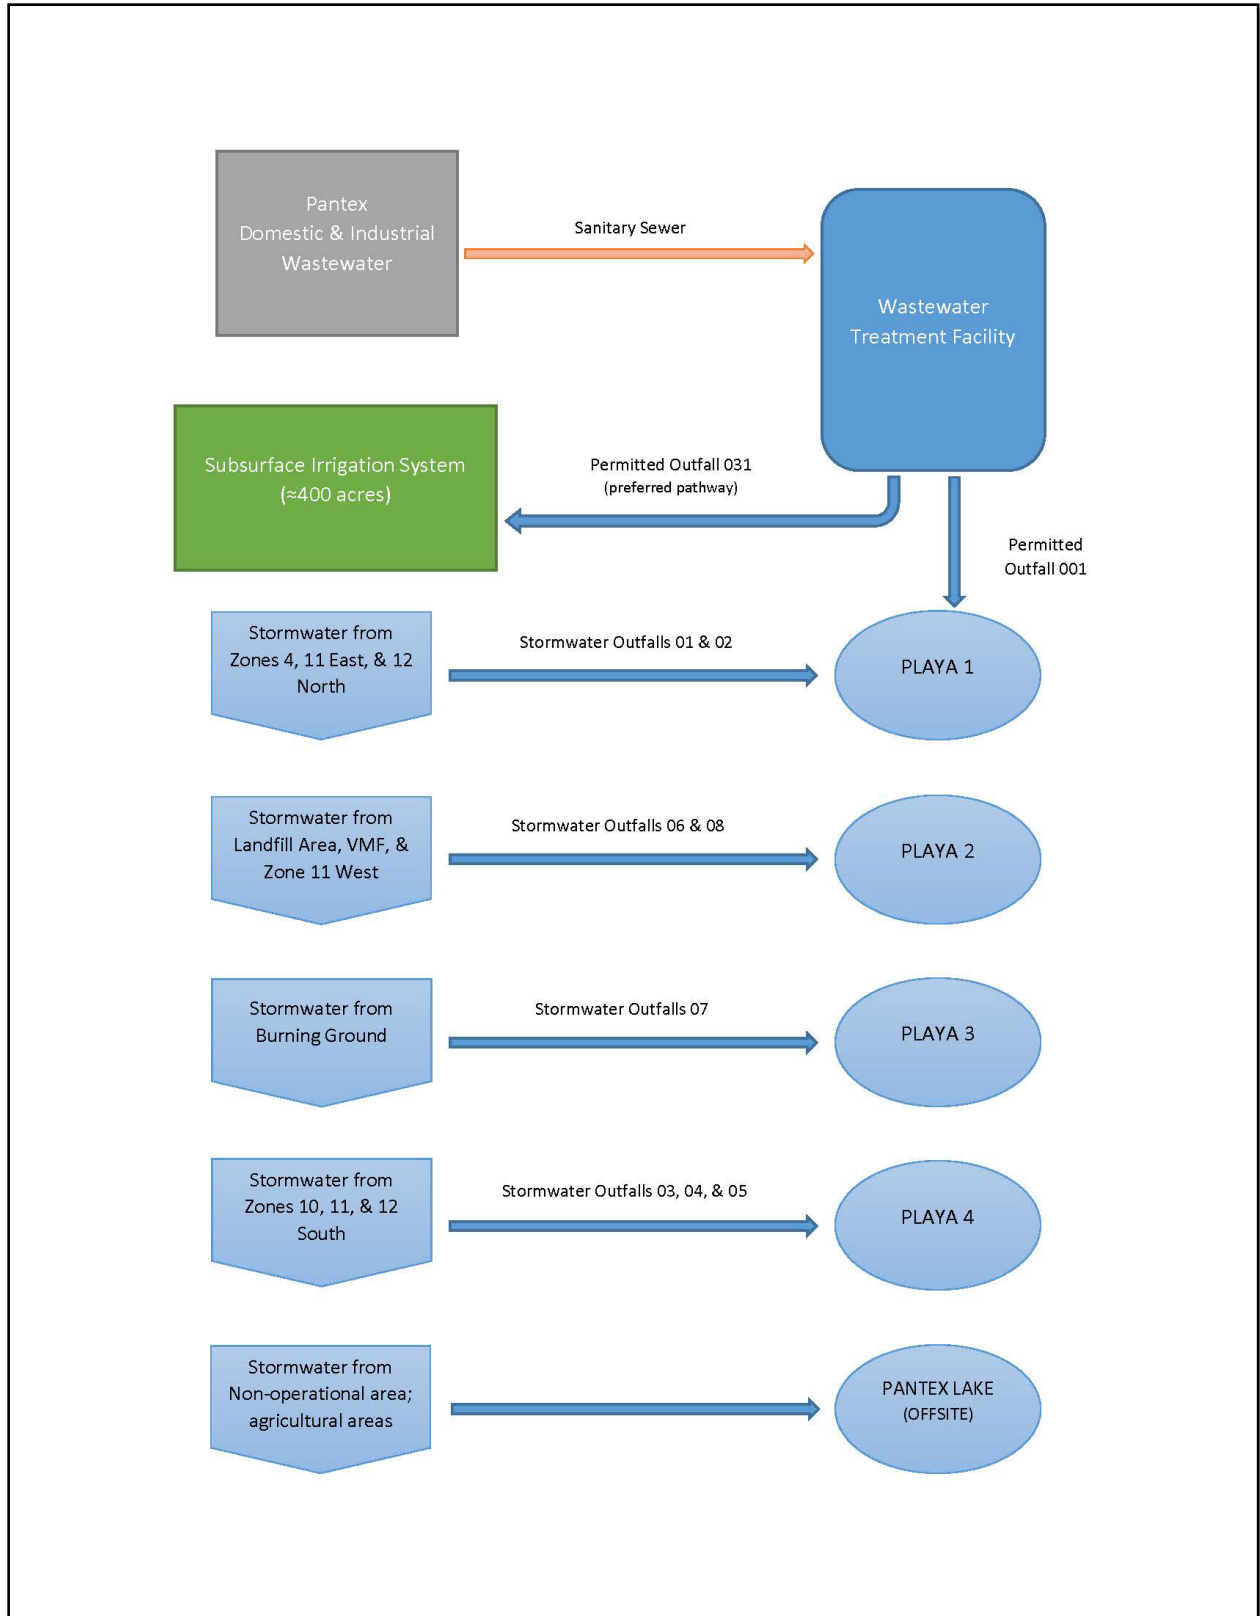 Pantex
Domestic & Industrial
Wastewater
Sanitary Sewer
Wastewater
Treatment Facility
Subsurface Irrigation System
(≈400 acres)
Permitted Outfall 031
(preferred pathway)
Permitted
Outfall 001
Stormwater from
Zones 4, 11 East, & 12
North
Stormwater Outfalls 01 & 02
PLAYA 1
Stormwater from
Landfill Area, VMF, &
Zone 11 West
Stormwater Outfalls 06 & 08
PLAYA 2
Stormwater from
Burning Ground
Stormwater Outfalls 07
PLAYA 3
Stormwater from
Zones 10, 11, & 12
South
Stormwater Outfalls 03, 04, & 05
PLAYA 4
Stormwater from
Non-operational area;
agricultural areas
PANTEX LAKE
(OFFSITE)